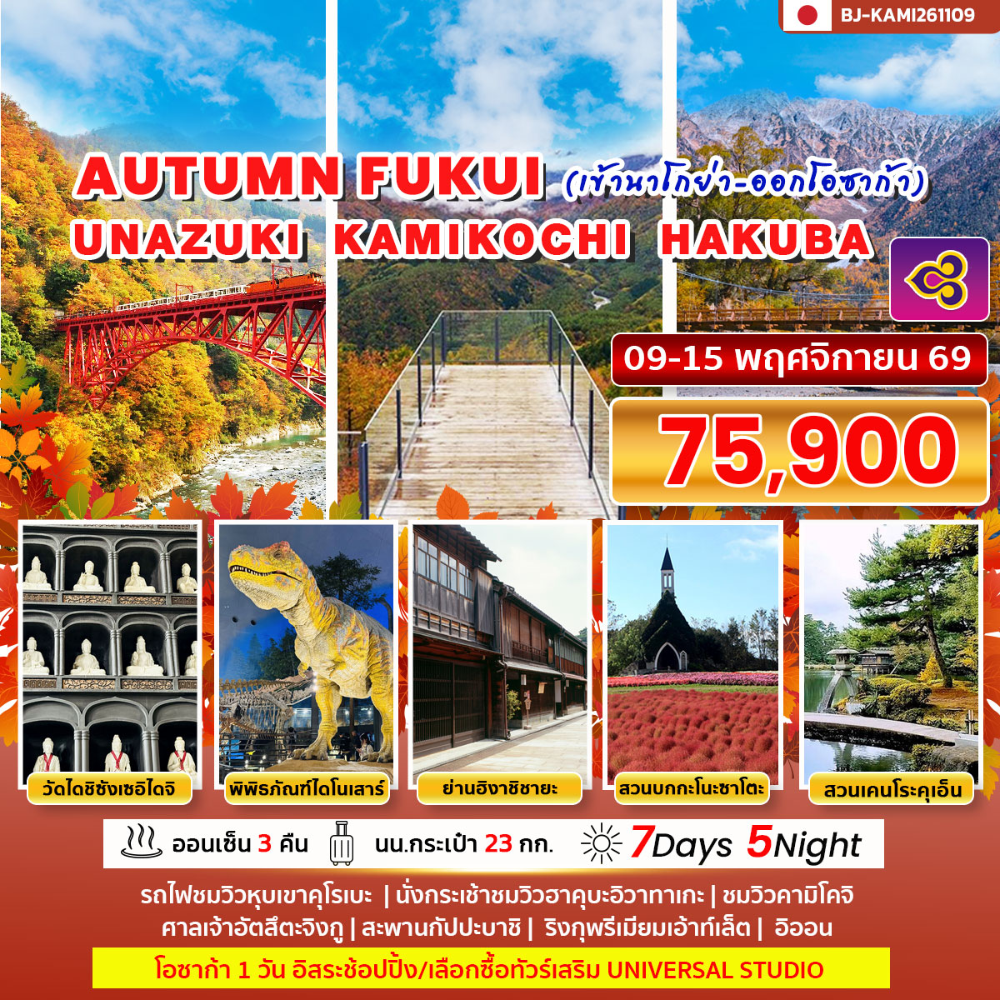 BJ-KAMI261109
AUTUMN FUKUI (เข้านาโกย่า-ออกโอซาก้า)
UNAZUKI KAMIKOCHI HAKUBA
09-15 พฤศจิกายน 69
75,900
วัดไดชิซังเซอิไดจิ
พิพิธภัณฑ์ไดโนเสาร์
ย่านฮิงาชิชายะ
สวนบกกะโนะซาโตะ
สวนเคนโระคุเอ็น
ออนเซ็น 3 คืน
นน.กระเป๋า 23 กก.
7Days 5Night
รถไฟชมวิวหุบเขาคุโรเบะ | นั่งกระเช้าชมวิวฮาคุบะอิวาทาเกะ | ชมวิวคามิโคจิ
ศาลเจ้าอัตสึตะจิงกู | สะพานกัปปะบาชิ | ริงกุพรีเมียมเอ้าท์เล็ต | อิออน
โอซาก้า 1 วัน อิสระช้อปปิ้ง/เลือกซื้อทัวร์เสริม UNIVERSAL STUDIO